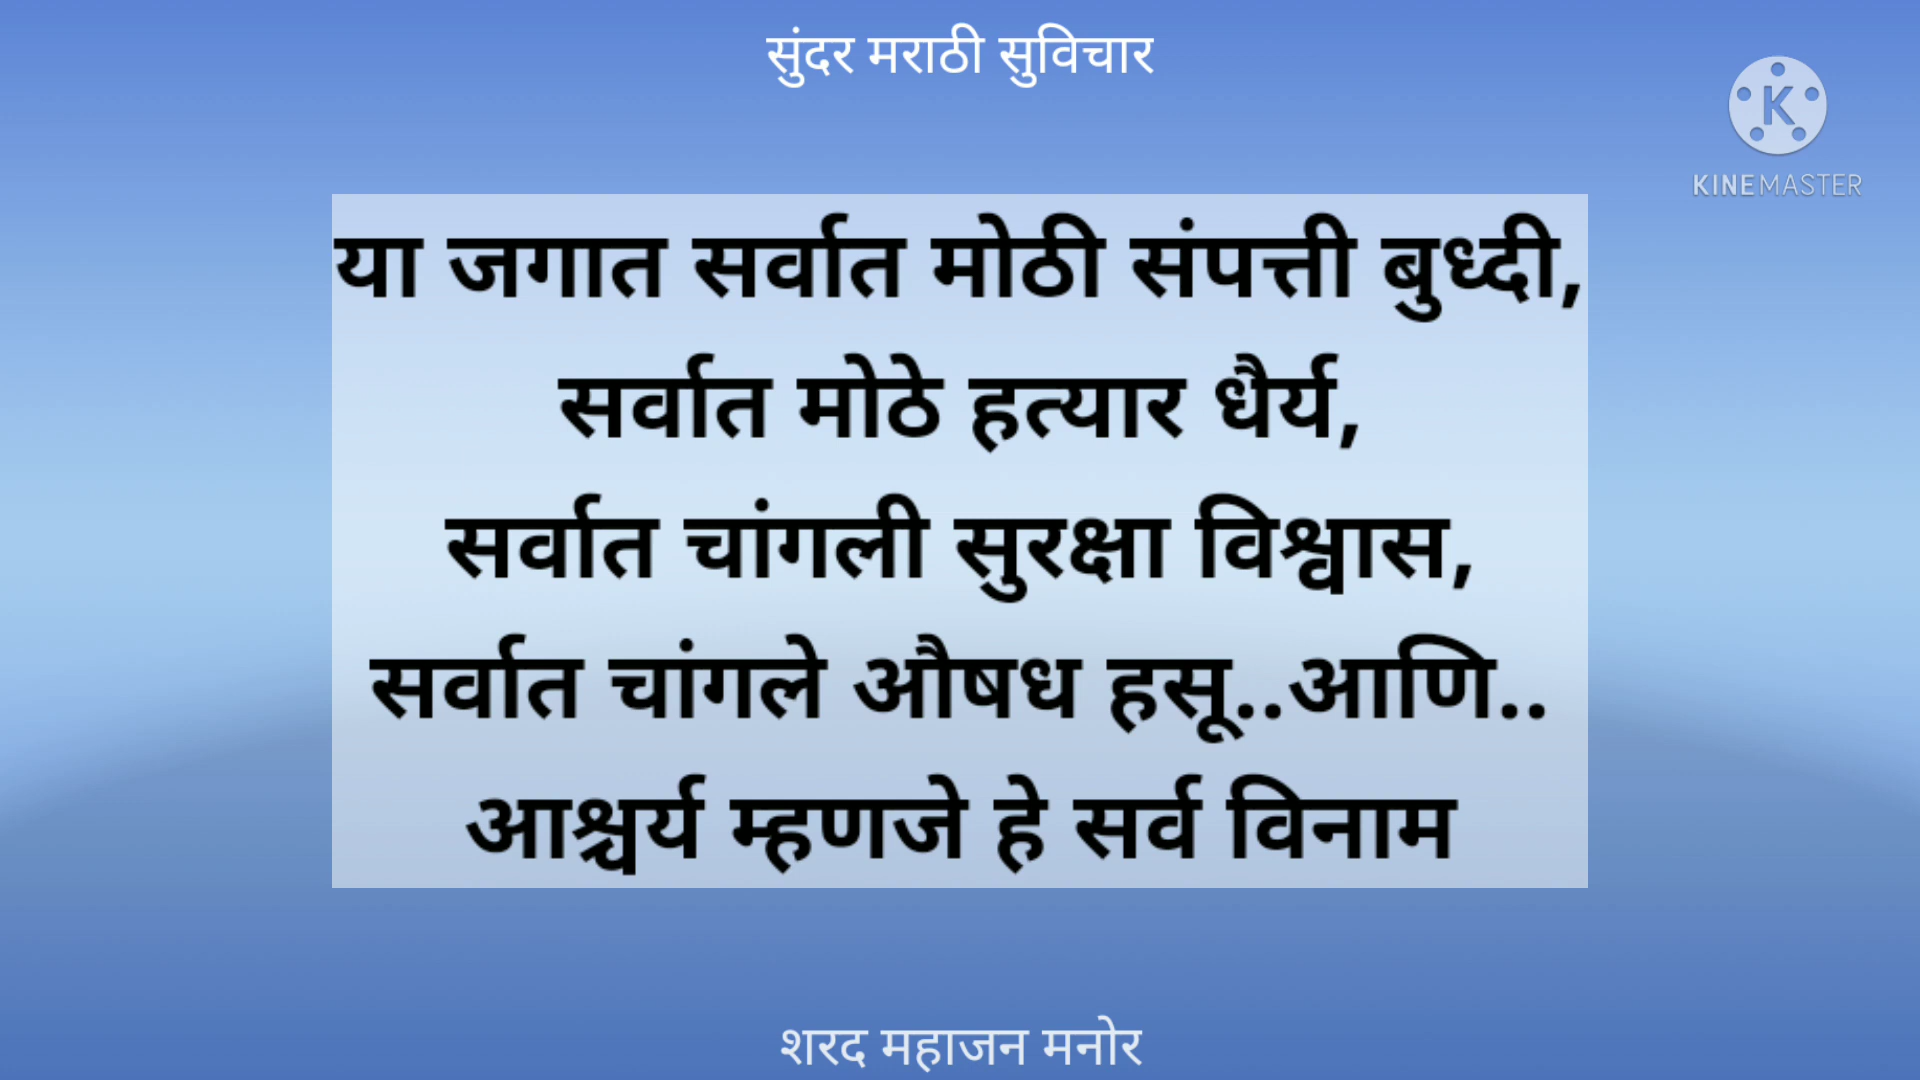 सुंदर मराठी सुविचार
KINEMASTER
या जगात सर्वात मोठी संपत्ती बुध्दी,
सर्वात मोठे हत्यार धैर्य,
सर्वात चांगली सुरक्षा विश्वास,
सर्वात चांगले औषध हसू..आणि..
आश्चर्य म्हणजे हे सर्व विनाम
शरद महाजन मनोर